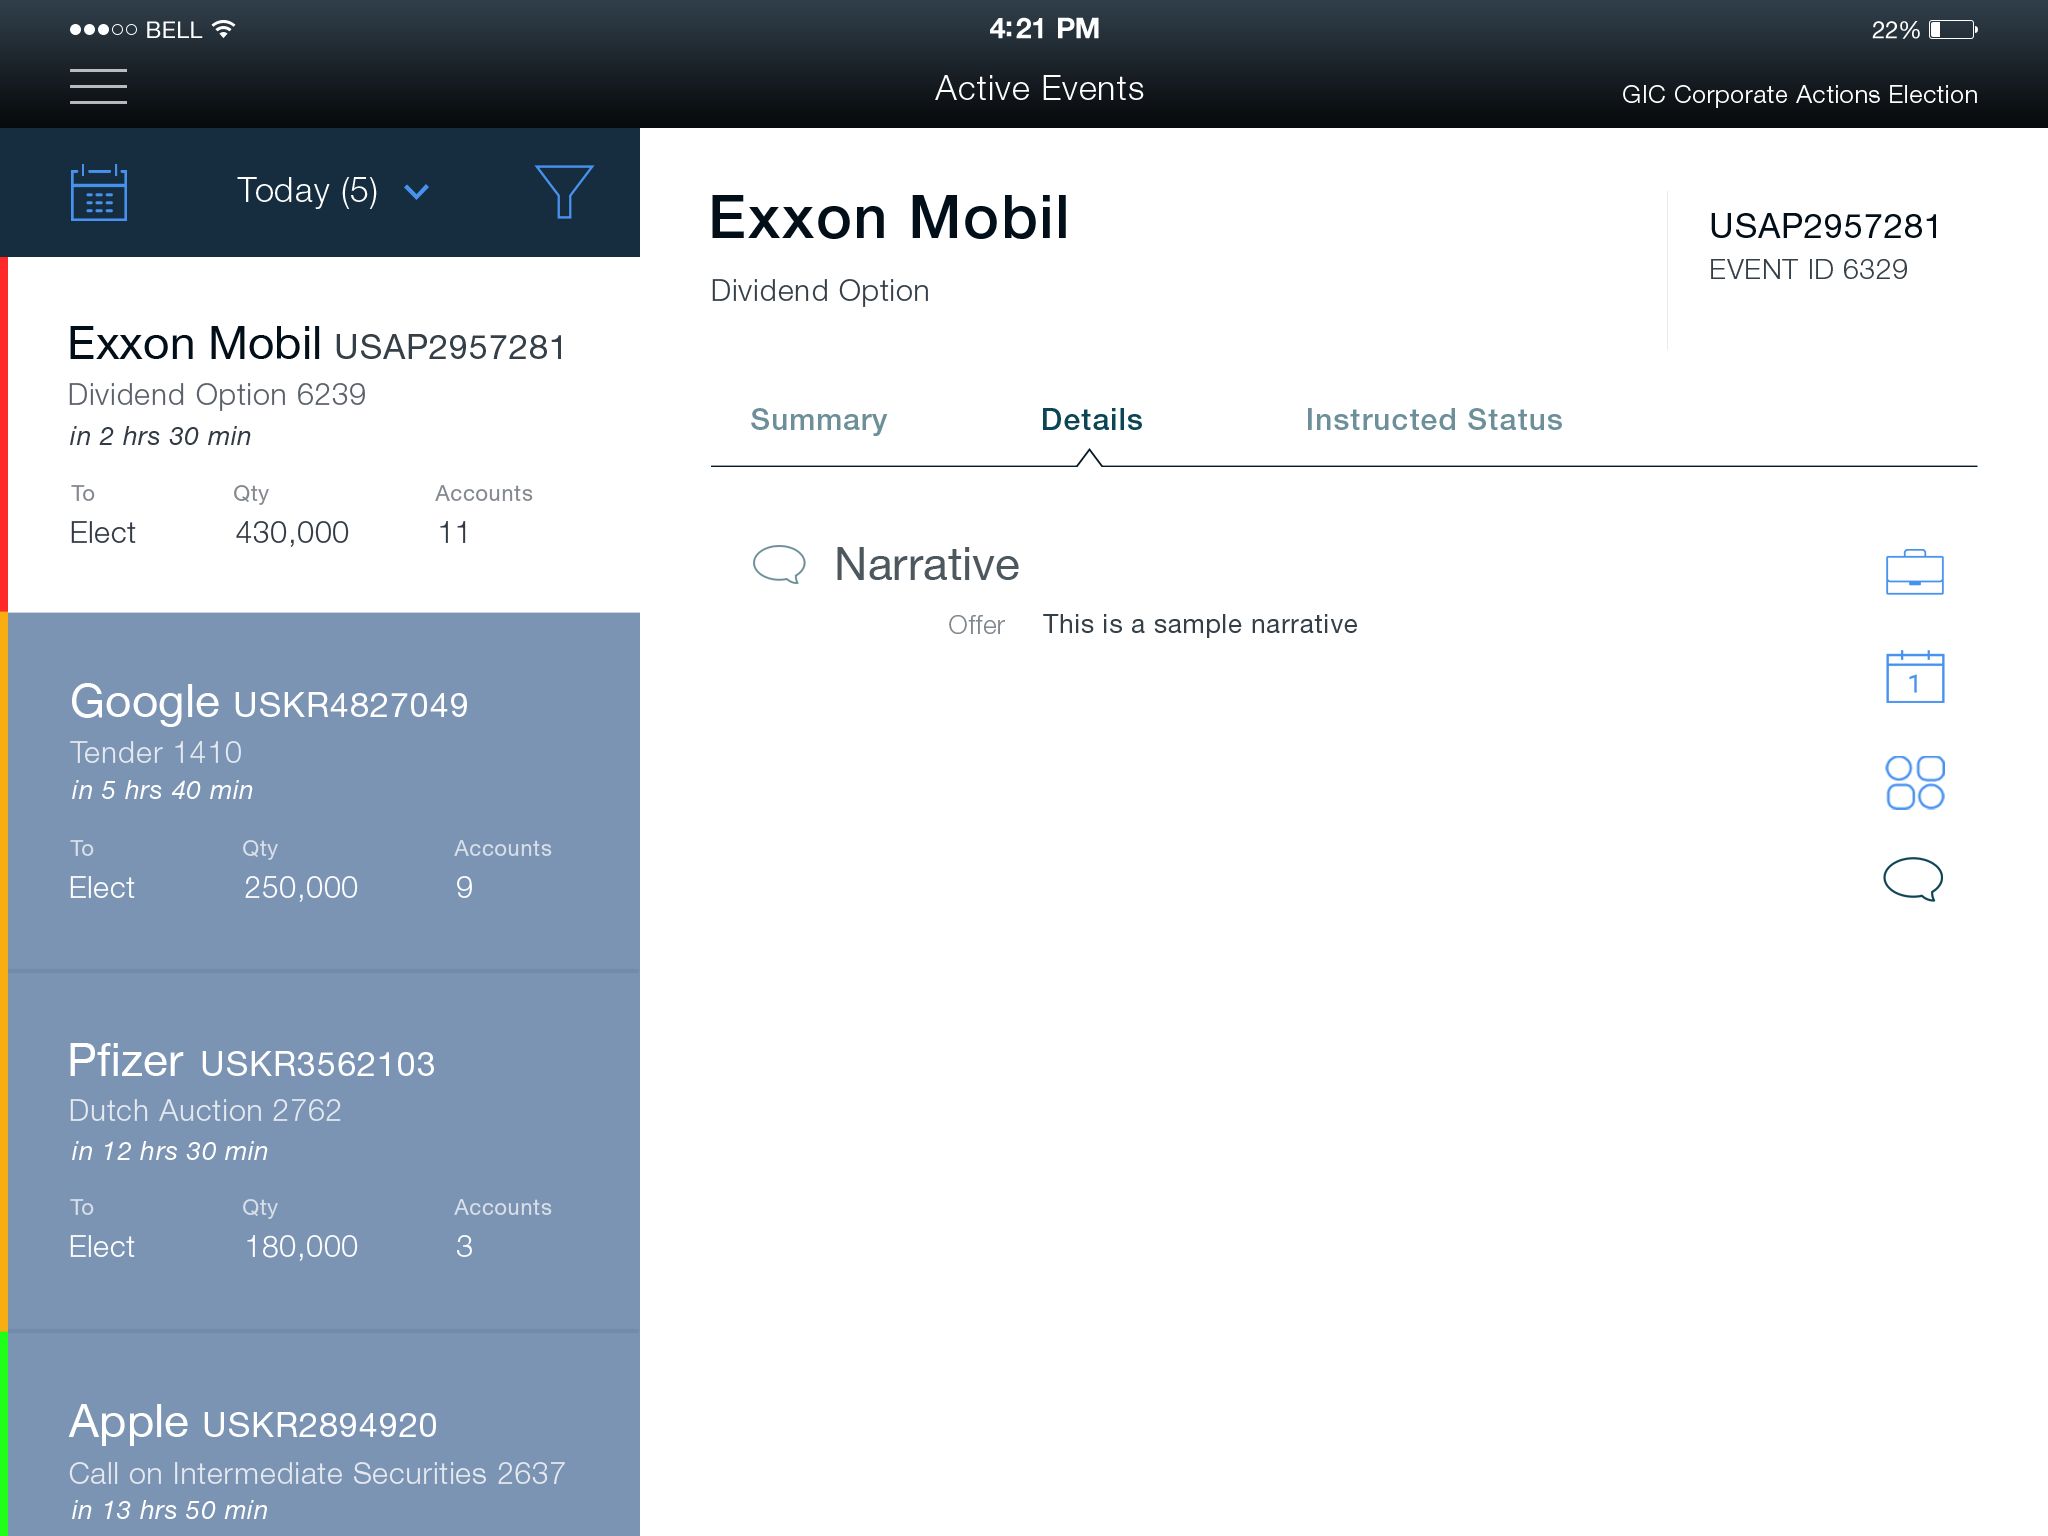 BELL
4:21 PM
22%
Active Events
GIC Corporate Actions Election
Today (5)
Exxon Mobil USAP2957281
Dividend Option 6239
in 2 hrs 30 min
To Qty Accounts
Elect 430,000 11
Google USKR4827049
Tender 1410
in 5 hrs 40 min
To Qty Accounts
Elect 250,000 9
Pfizer USKR3562103
Dutch Auction 2762
in 12 hrs 30 min
To Qty Accounts
Elect 180,000 3
Apple USKR2894920
Call on Intermediate Securities 2637
in 13 hrs 50 min
Exxon Mobil
Dividend Option
USAP2957281
EVENT ID 6329
Summary Details Instructed Status
Narrative
Offer This is a sample narrative
1